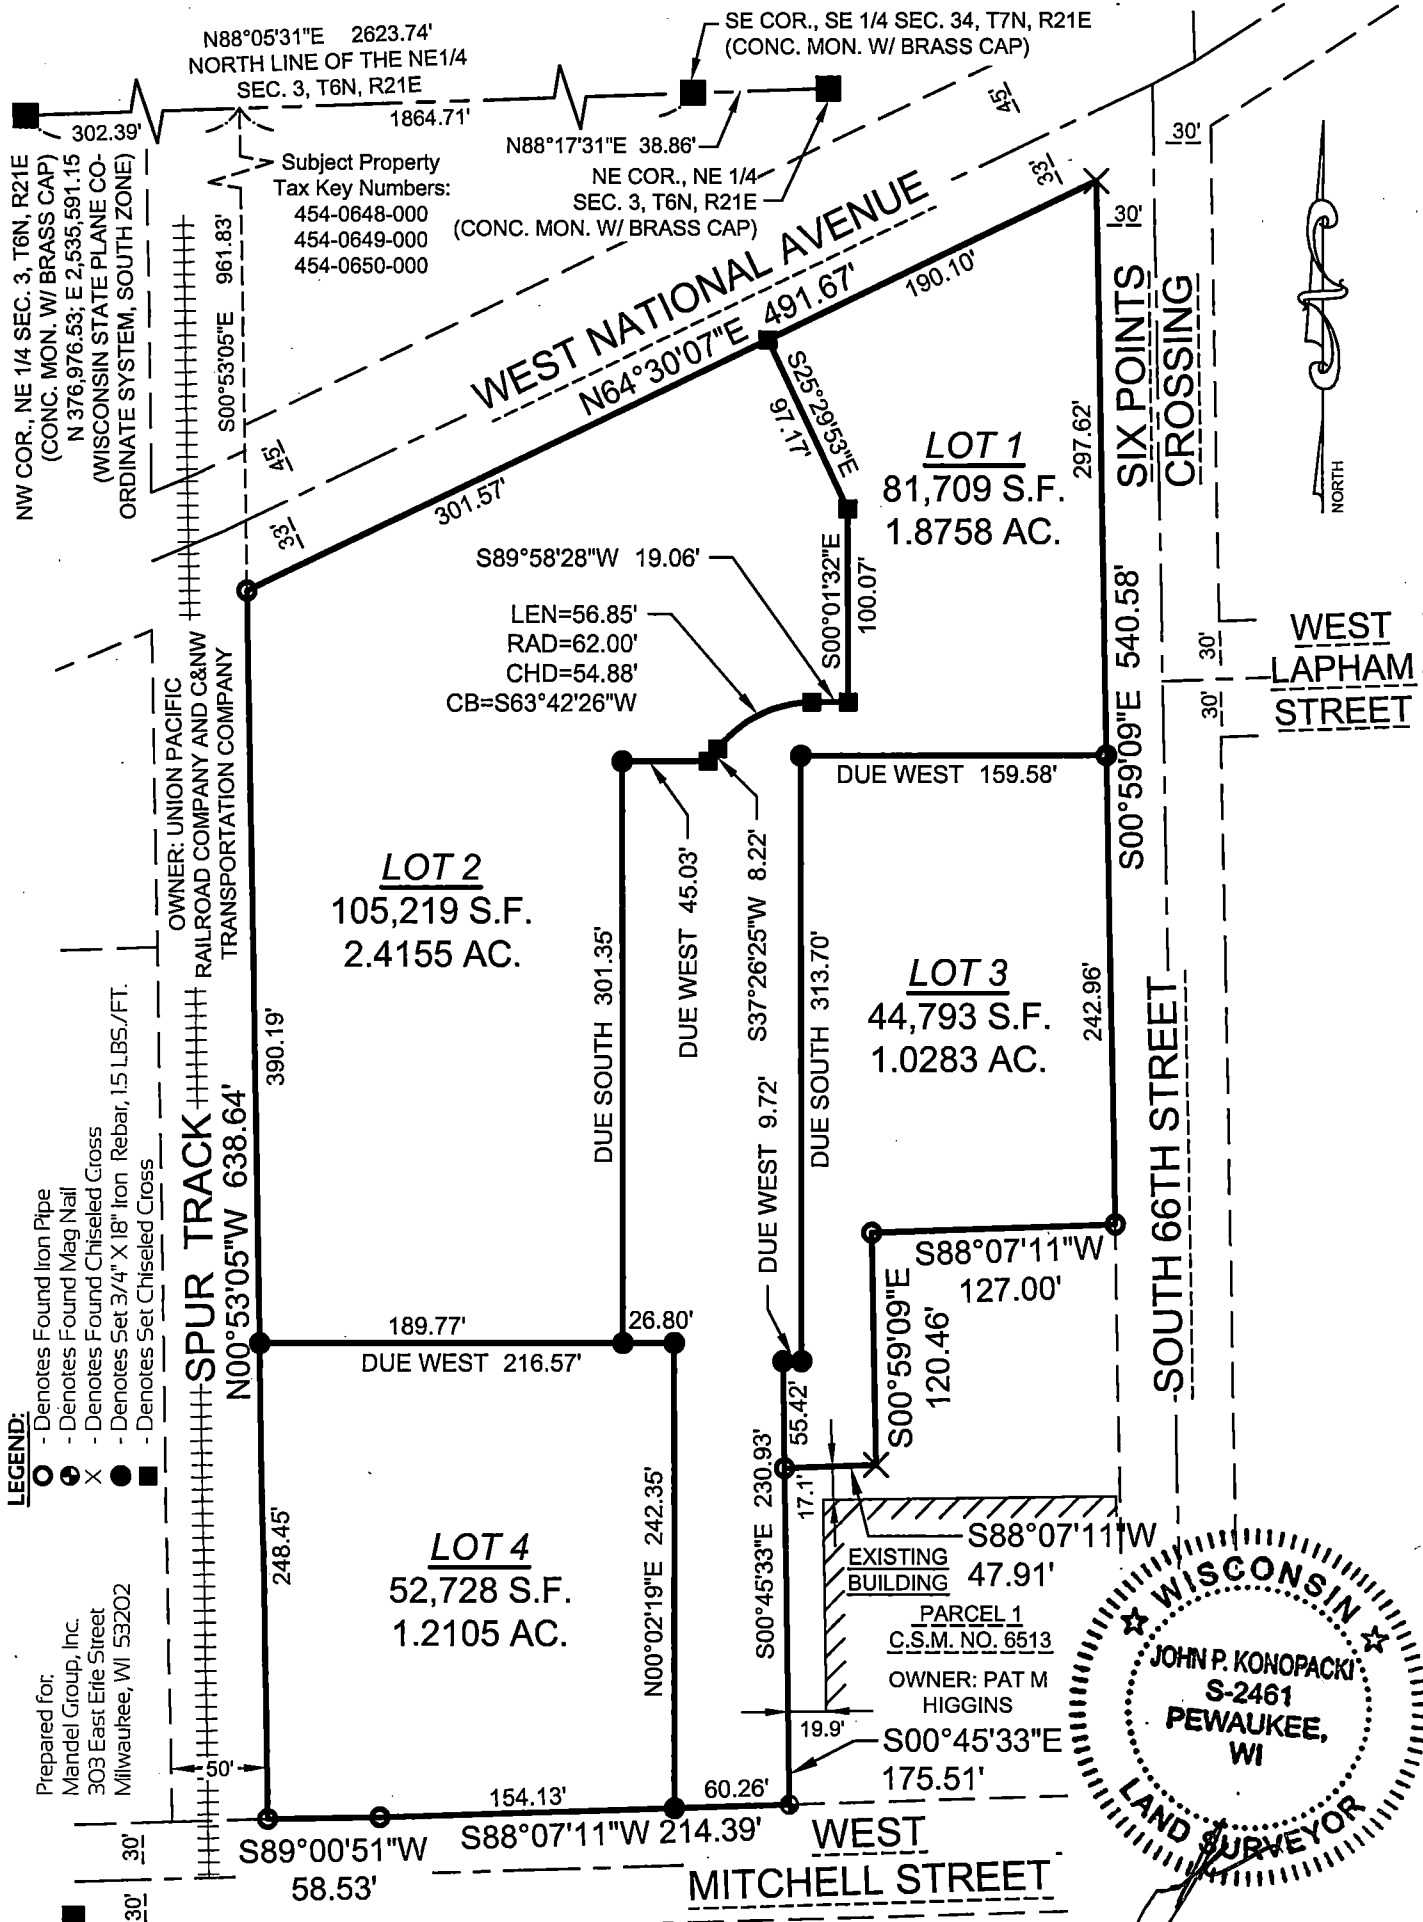 N88°05'31"E 2623.74'
NORTH LINE OF THE NE1/4
SEC. 3, T6N, R21E
302.39'
1864.71'
SE COR., SE 1/4 SEC. 34, T7N, R21E
(CONC. MON. W/ BRASS CAP)
N88°17'31"E 38.86'
NE COR., NE 1/4
SEC. 3, T6N, R21E
(CONC. MON. W/ BRASS CAP)
NW COR., NE 1/4 SEC. 3, T6N, R21E
(CONC. MON. W/ BRASS CAP)
N 376,976.53; E 2,535,591.15
(WISCONSIN STATE PLANE CO-
ORDINATE SYSTEM, SOUTH ZONE)
Subject Property
Tax Key Numbers:
454-0648-000
454-0649-000
454-0650-000
S00°53'05"E 961.83'
45'
33'
45'
33'
30'
30'
WEST NATIONAL AVENUE
N64°30'07"E 491.67'
190.10'
301.57'
S25°29'53"E
97.17'
LOT 1
81,709 S.F.
1.8758 AC.
297.62'
SIX POINTS
CROSSING
NORTH
S89°58'28"W 19.06'
S00°01'32"E
100.07'
LEN=56.85'
RAD=62.00'
CHD=54.88'
CB=S63°42'26"W
S00°59'09"E 540.58'
30'
30'
WEST
LAPHAM
STREET
OWNER: UNION PACIFIC
RAILROAD COMPANY AND C&NW
TRANSPORTATION COMPANY
DUE WEST 159.58'
LOT 2
105,219 S.F.
2.4155 AC.
DUE SOUTH 301.35'
DUE WEST 45.03'
S37°26'25"W 8.22'
DUE SOUTH 313.70'
DUE WEST 9.72'
LOT 3
44,793 S.F.
1.0283 AC.
242.96'
SOUTH 66TH STREET
390.19'
SPUR TRACK
N00°53'05"W 638.64'
LEGEND:
- Denotes Found Iron Pipe
- Denotes Found Mag Nail
X - Denotes Found Chiseled Cross
- Denotes Set 3/4" X 18" Iron Rebar, 1.5 LBS./FT.
- Denotes Set Chiseled Cross
S88°07'11"W
127.00'
S00°59'09"E
120.46'
189.77'
26.80'
DUE WEST 216.57'
55.42'
S00°45'33"E 230.93'
17.1'
S88°07'11"W
47.91'
EXISTING
BUILDING
PARCEL 1
C.S.M. NO. 6513
OWNER: PAT M
HIGGINS
19.9'
S00°45'33"E
175.51'
LOT 4
52,728 S.F.
1.2105 AC.
248.45'
N00°02'19"E 242.35'
Prepared for:
Mandel Group, Inc.
303 East Erie Street
Milwaukee, WI 53202
50'
154.13'
60.26'
S89°00'51"W
58.53'
S88°07'11"W 214.39'
WEST
MITCHELL STREET
30'
30'
WISCONSIN
JOHN P. KONOPACKI
S-2461
PEWAUKEE,
WI
LAND SURVEYOR